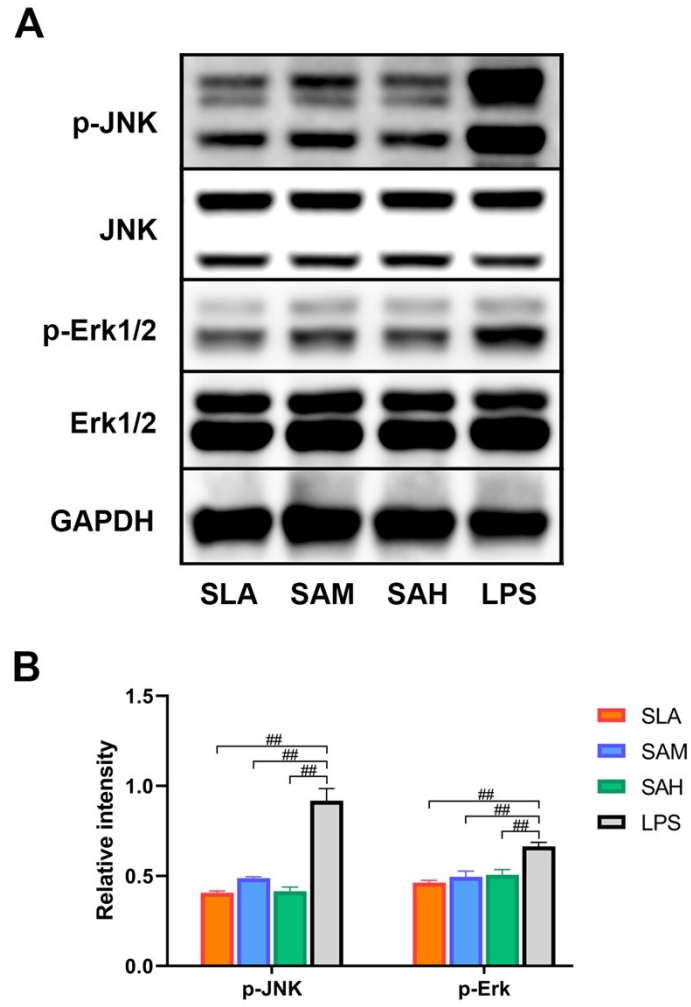 A
p-JNK
JNK
p-Erk1/2
Erk1/2
GAPDH
SLA SAM SAH LPS
B
Relative intensity
1.5
1.0
0.5
0.0
## ## ##
## ## ##
p-JNK p-Erk
SLA
SAM
SAH
LPS